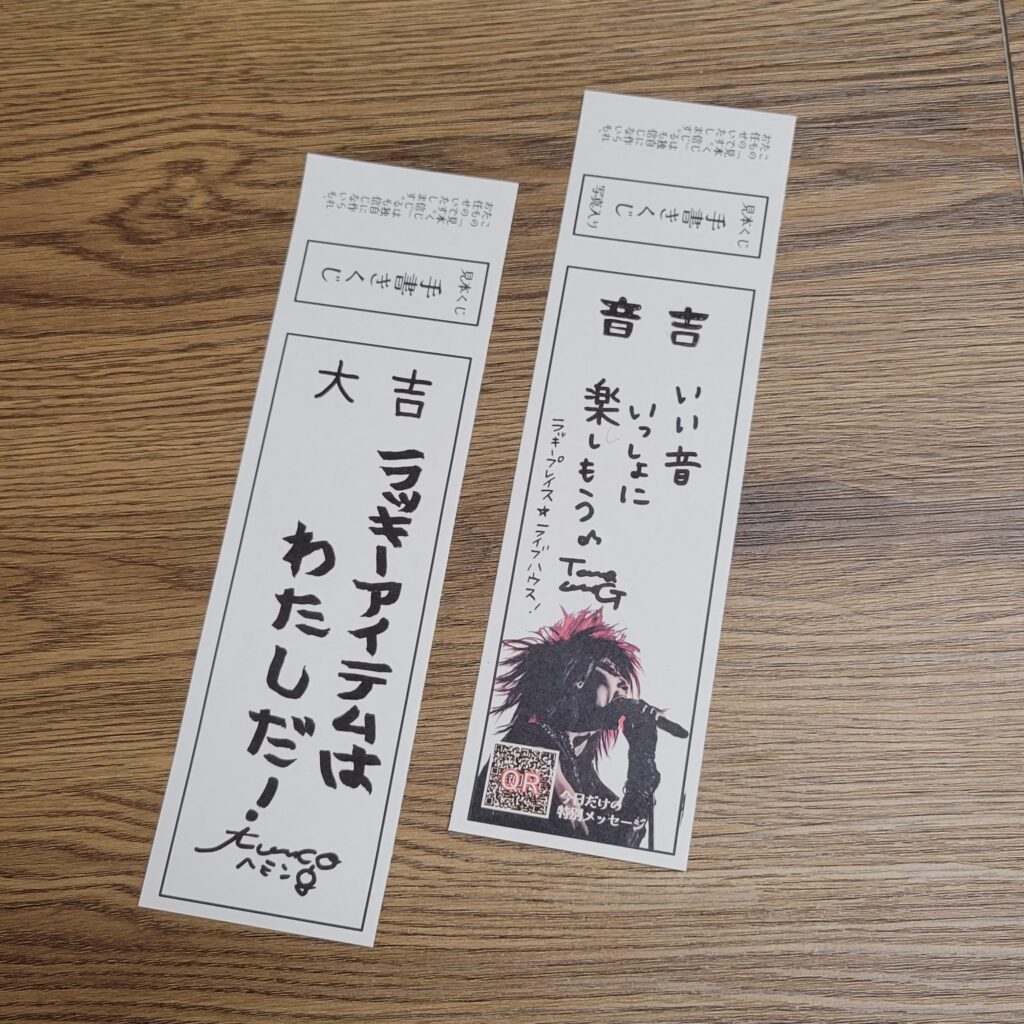 見本くじ
手書きくじ
大吉
ラッキーアイテムは
わたしだ!
見本くじ
手書きくじ
写真入り
音吉
いい音
いっしょに
楽しもう♪
ラッキープレイス★ライブハウス!
QR
今日だけの
特別メッセージ